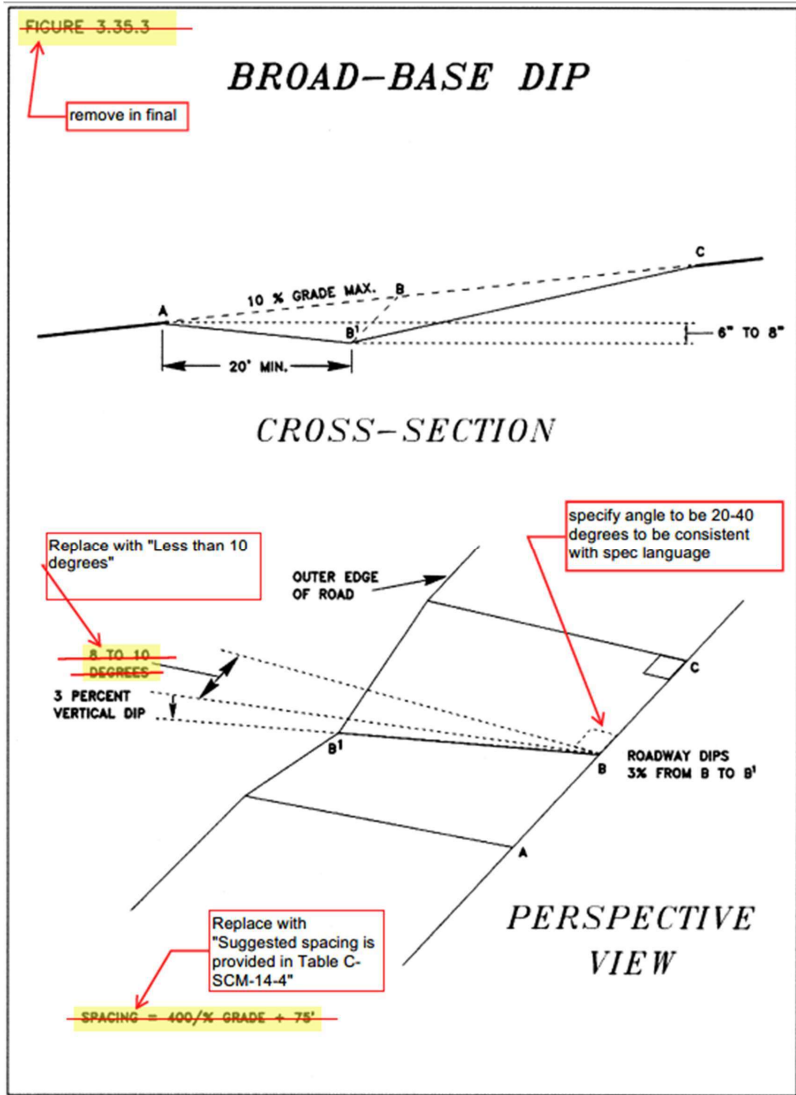 FIGURE 3.35.3
BROAD-BASE DIP
remove in final
C
B
10 % GRADE MAX.
A
B¹
6" TO 8"
20' MIN.
CROSS-SECTION
specify angle to be 20-40
degrees to be consistent
with spec language
Replace with "Less than 10
degrees"
OUTER EDGE
OF ROAD
8 TO 10
DEGREES
C
3 PERCENT
VERTICAL DIP
B¹
B
ROADWAY DIPS
3% FROM B TO B¹
A
PERSPECTIVE
VIEW
Replace with
"Suggested spacing is
provided in Table C-
SCM-14-4"
SPACING = 400/% GRADE + 75'